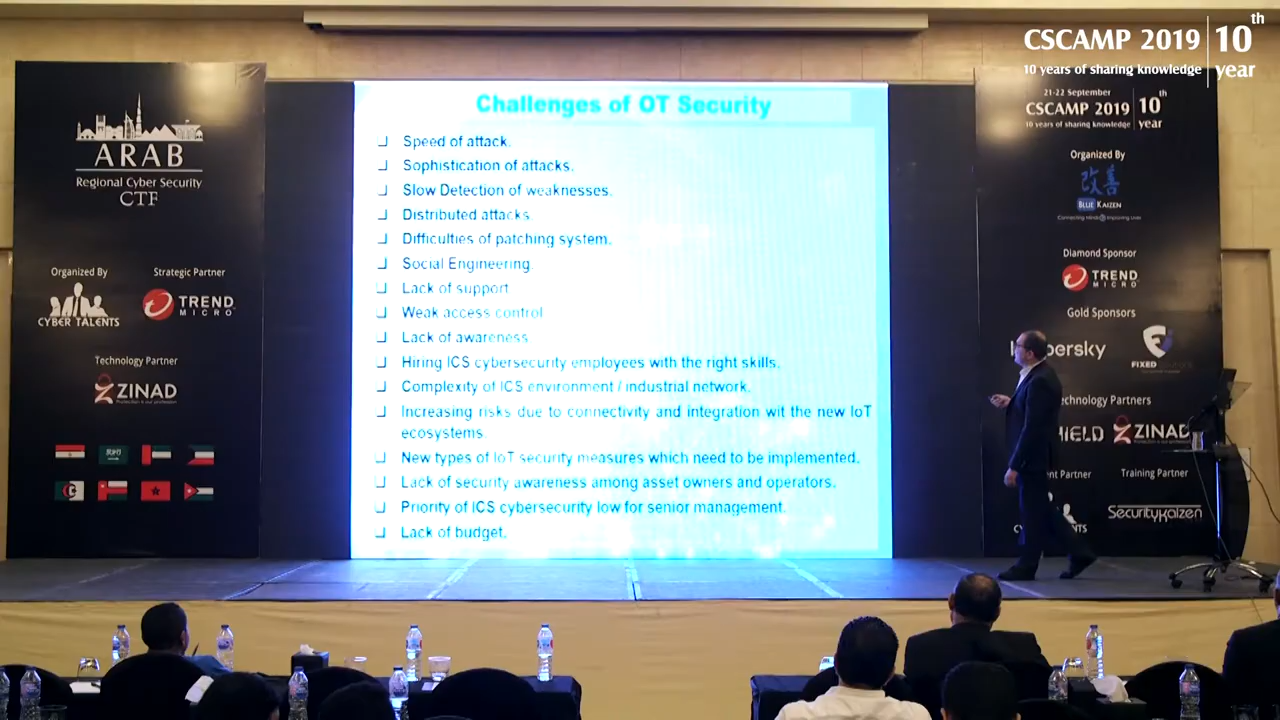 CSCAMP 2019 10th year
10 years of sharing knowledge
ARAB
Regional Cyber Security
CTF
Organized By
Strategic Partner
CYBER TALENTS
TREND
MICRO
Technology Partner
ZINAD
Challenges of OT Security
Speed of attack.
Sophistication of attacks.
Slow Detection of weaknesses.
Distributed attacks.
Difficulties of patching system.
Social Engineering.
Lack of support
Weak access control
Lack of awareness.
Hiring ICS cybersecurity employees with the right skills.
Complexity of ICS environment / industrial network.
Increasing risks due to connectivity and integration wit the new IoT
ecosystems.
New types of IoT security measures which need to be implemented.
Lack of security awareness among asset owners and operators.
Priority of ICS cybersecurity low for senior management.
Lack of budget.
21-22 September
CSCAMP 2019 10th year
10 years of sharing knowledge
Organized By
改善
BLUE KAIZEN
Diamond Sponsor
TREND
MICRO
Gold Sponsors
persky
FIXED
echnology Partners
HIELD
ZINAD
nt Partner
Training Partner
Securitykaizen